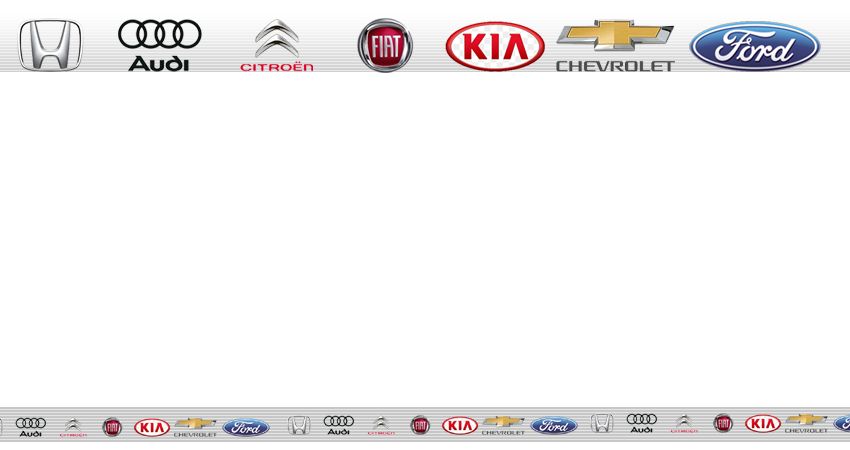 FIAT KIA Ford
AUDI CITROËN CHEVROLET
AUDI CITROËN FIAT KIA CHEVROLET Ford AUDI CITROËN FIAT KIA CHEVROLET Ford AUDI CITROËN FIAT KIA CHEVROLET